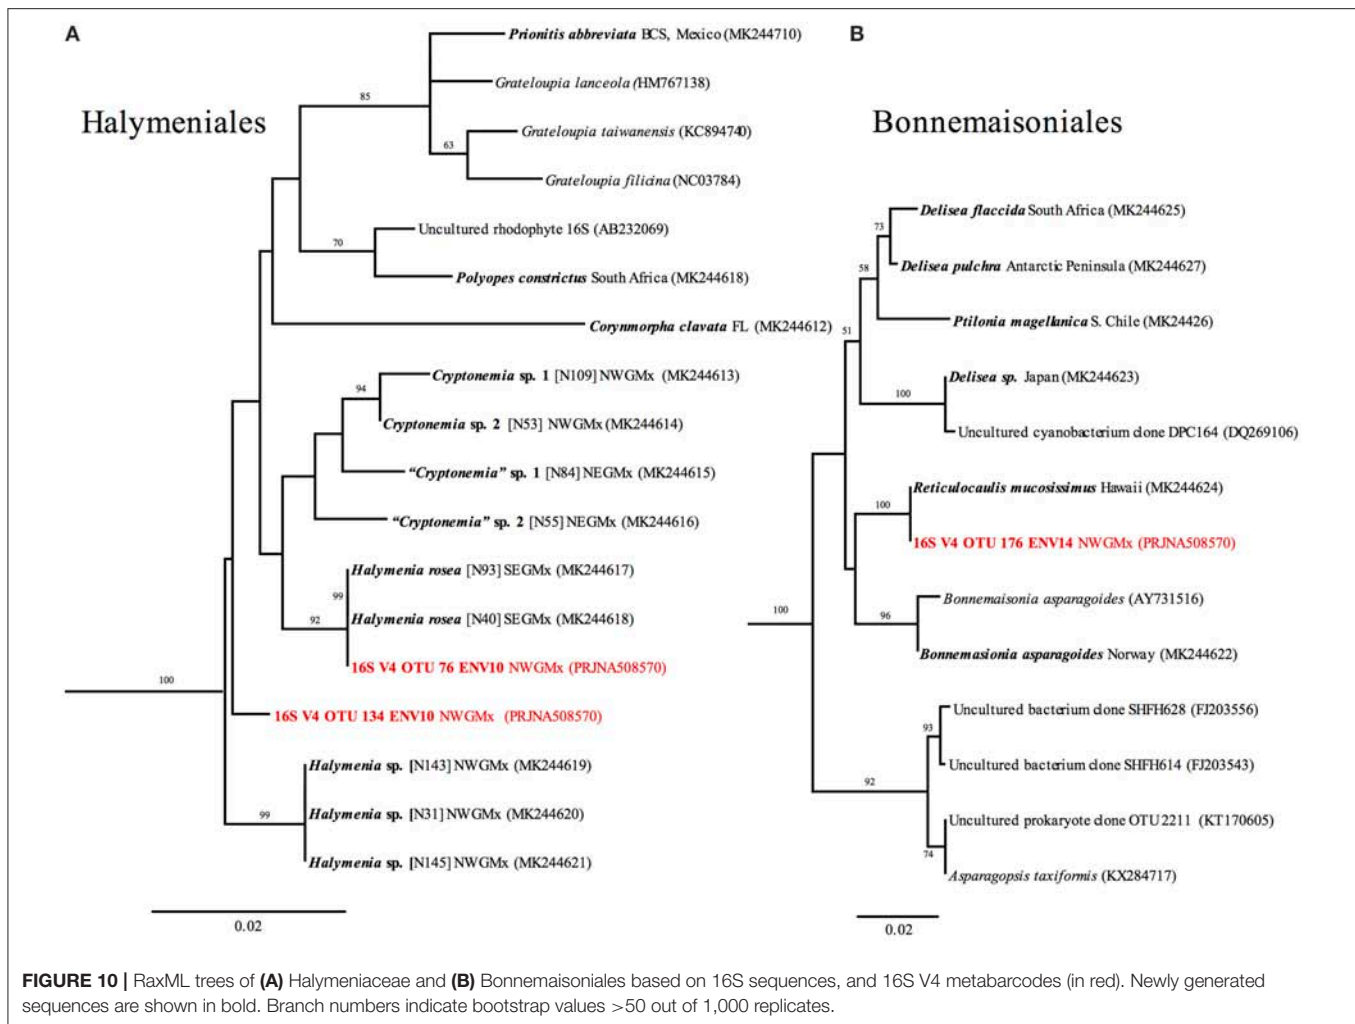 A
Halymeniales
Prionitis abbreviata BCS, Mexico (MK244710)
85
Grateloupia lanceola (HM767138)
Grateloupia taiwanensis (KC894740)
63
Grateloupia filicina (NC03784)
Uncultured rhodophyte 16S (AB232069)
70
Polyopes constrictus South Africa (MK244618)
Corynmorpha clavata FL (MK244612)
Cryptonemia sp. 1 [N109] NWGMx (MK244613)
94
Cryptonemia sp. 2 [N53] NWGMx (MK244614)
"Cryptonemia" sp. 1 [N84] NEGMx (MK244615)
"Cryptonemia" sp. 2 [N55] NEGMx (MK244616)
Halymenia rosea [N93] SEGMx (MK244617)
99
Halymenia rosea [N40] SEGMx (MK244618)
92
16S V4 OTU 76 ENV10 NWGMx (PRJNA508570)
100
16S V4 OTU 134 ENV10 NWGMx (PRJNA508570)
Halymenia sp. [N143] NWGMx (MK244619)
99
Halymenia sp. [N31] NWGMx (MK244620)
Halymenia sp. [N145] NWGMx (MK244621)
0.02
B
Bonnemaisoniales
Delisea flaccida South Africa (MK244625)
73
Delisea pulchra Antarctic Peninsula (MK244627)
58
Ptilonia magellanica S. Chile (MK24426)
51
Delisea sp. Japan (MK244623)
100
Uncultured cyanobacterium clone DPC164 (DQ269106)
Reticulocaulis mucosissimus Hawaii (MK244624)
100
16S V4 OTU 176 ENV14 NWGMx (PRJNA508570)
Bonnemaisonia asparagoides (AY731516)
100
96
Bonnemasionia asparagoides Norway (MK244622)
Uncultured bacterium clone SHFH628 (FJ203556)
93
Uncultured bacterium clone SHFH614 (FJ203543)
92
Uncultured prokaryote clone OTU2211 (KT170605)
74
Asparagopsis taxiformis (KX284717)
0.02
FIGURE 10 | RaxML trees of (A) Halymeniaceae and (B) Bonnemaisoniales based on 16S sequences, and 16S V4 metabarcodes (in red). Newly generated
sequences are shown in bold. Branch numbers indicate bootstrap values >50 out of 1,000 replicates.